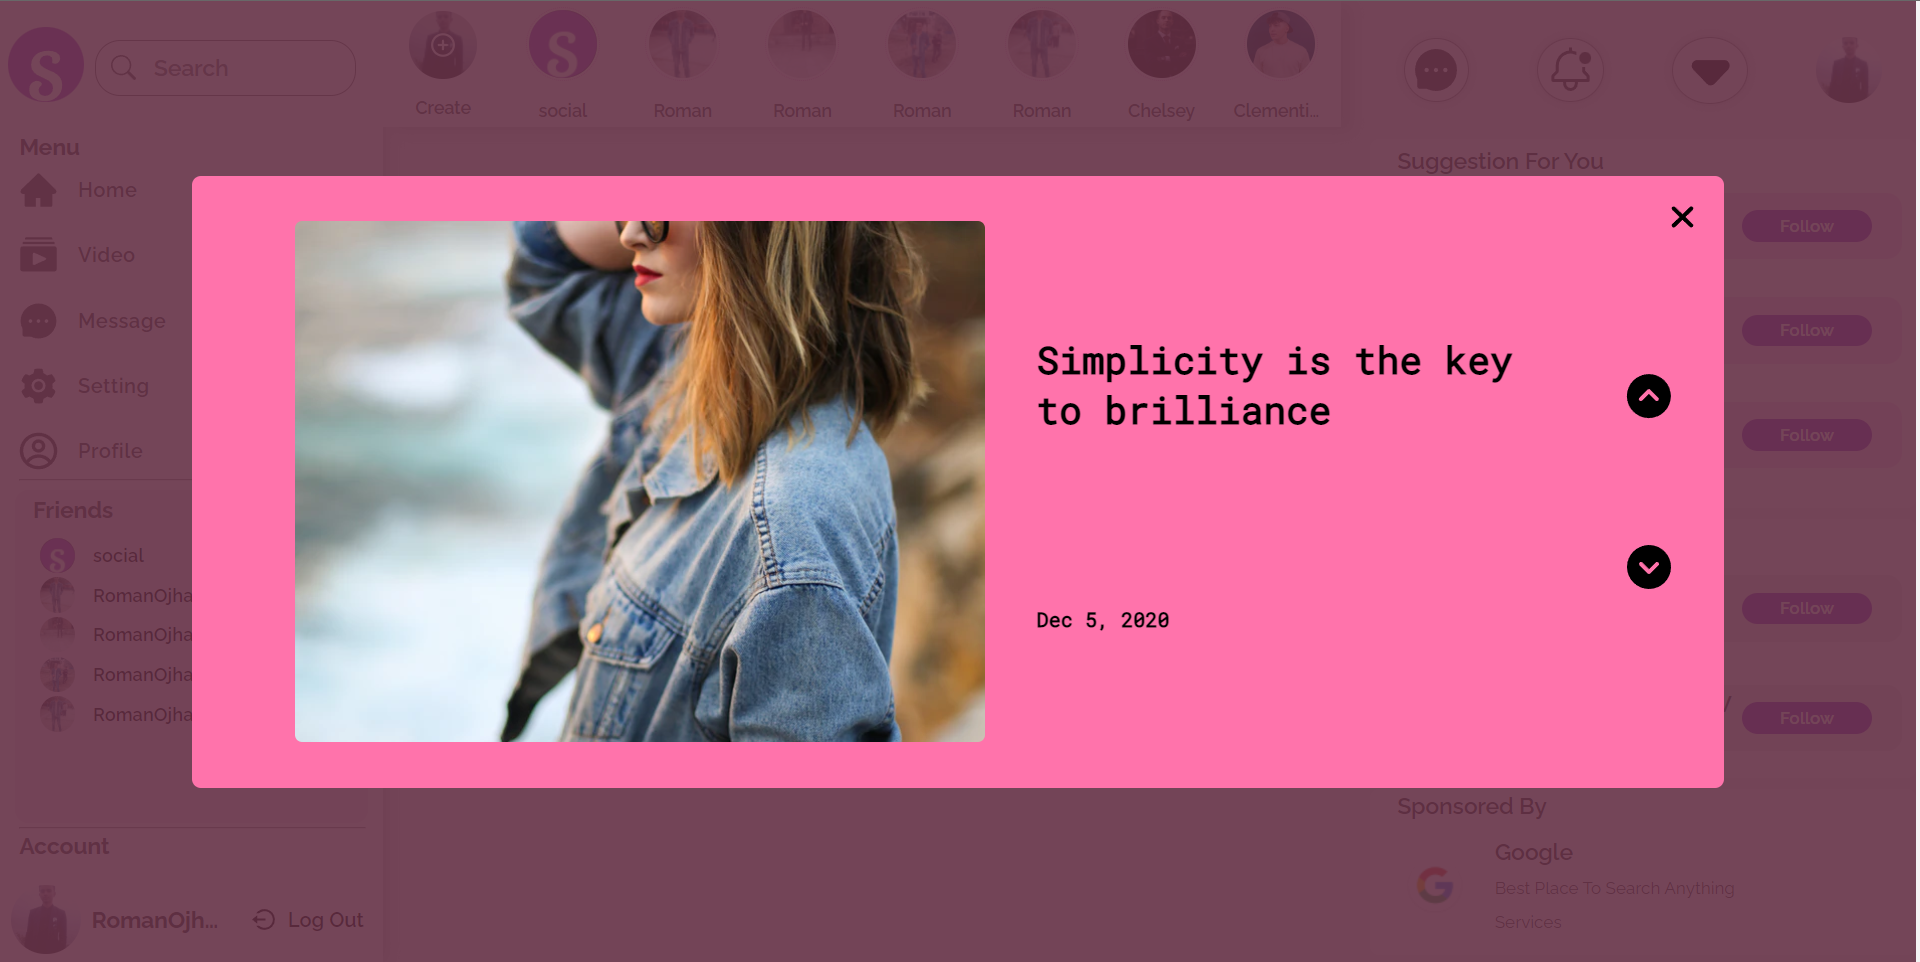 S
Search
Create
S
social
Roman
Roman
Roman
Roman
Chelsey
Clementi...
Menu
Home
Video
Message
Setting
Profile
Friends
S
social
RomanOjha
RomanOjha
RomanOjha
RomanOjha
Account
RomanOjh...
Log Out
Simplicity is the key
to brilliance
Dec 5, 2020
Suggestion For You
Follow
Follow
Follow
Follow
Follow
Sponsored By
G
Google
Best Place To Search Anything
Services